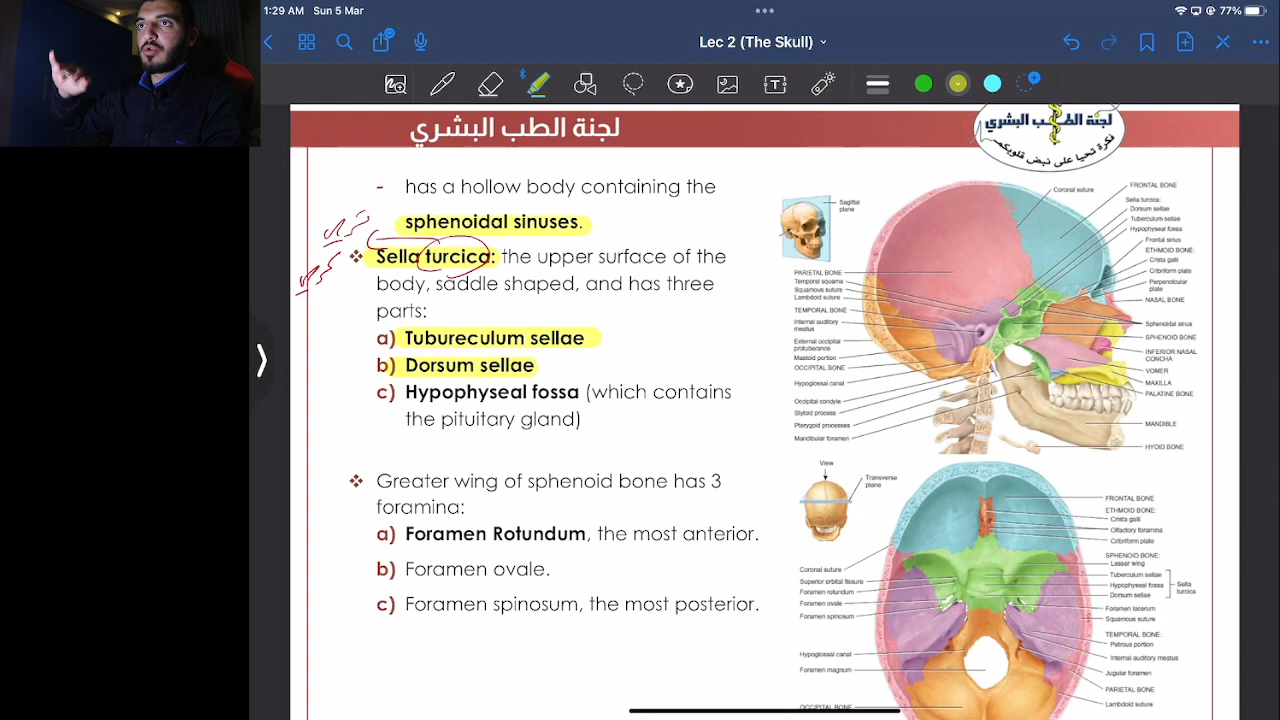 1:29 AM Sun 5 Mar
77%
Lec 2 (The Skull)
لجنة الطب البشري
لجنة الطب البشري
فكرة تحيا على نبض قلوبكم
- has a hollow body containing the
sphenoidal sinuses.
Sella turcica: the upper surface of the
body, saddle shaped, and has three
parts:
a) Tubureculum sellae
b) Dorsum sellae
c) Hypophyseal fossa (which contains
the pituitary gland)
Greater wing of sphenoid bone has 3
foramina:
a) Foramen Rotundum, the most anterior.
b) Foramen ovale.
c) Foramen spinosum, the most posterior.
Sagittal
plane
Coronal suture
PARIETAL BONE
Temporal squama
Squamous suture
Lambdoid suture
TEMPORAL BONE
Internal auditory
meatus
External occipital
protuberance
Mastoid portion
OCCIPITAL BONE
Hypoglossal canal
Occipital condyle
Styloid process
Pterygoid processes
Mandibular foramen
FRONTAL BONE
Sella turcica:
Dorsum sellae
Tuberculum sellae
Hypophyseal fossa
Frontal sinus
ETHMOID BONE:
Crista galli
Cribriform plate
Perpendicular
plate
NASAL BONE
Sphenoidal sinus
SPHENOID BONE
INFERIOR NASAL
CONCHA
VOMER
MAXILLA
PALATINE BONE
MANDIBLE
HYOID BONE
View
Transverse
plane
Coronal suture
Superior orbital fissure
Foramen rotundum
Foramen ovale
Foramen spinosum
Hypoglossal canal
Foramen magnum
OCCIPITAL BONE
FRONTAL BONE
ETHMOID BONE:
Crista galli
Olfactory foramina
Cribriform plate
SPHENOID BONE:
Lesser wing
Tuberculum sellae
Hypophyseal fossa
Dorsum sellae
Sella
turcica
Foramen lacerum
Squamous suture
TEMPORAL BONE:
Petrous portion
Internal auditory meatus
Jugular foramen
PARIETAL BONE
Lambdoid suture